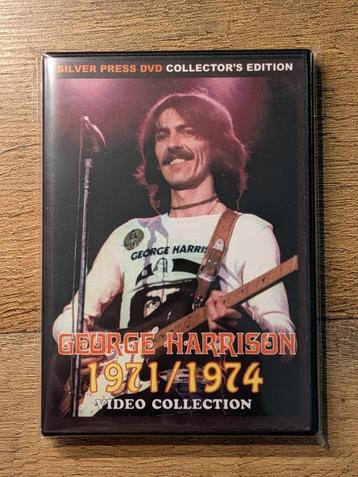 SILVER PRESS DVD COLLECTOR'S EDITION
GEORGE HARRIS
GEORGE HARRISON
1971/1974
VIDEO COLLECTION